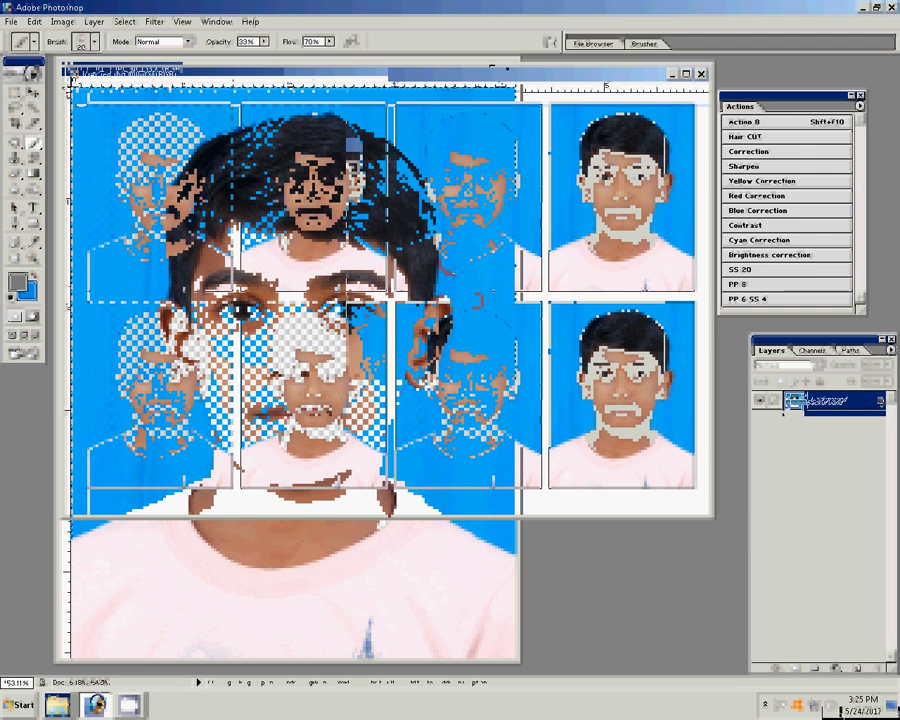 Adobe Photoshop
File Edit Image Layer Select Filter View Window Help
Brush: 20 Mode: Normal Opacity: 33% Flow: 70%
File Browser Brushes
Actions
Action 8 Shft+F10
Hair CUT
Correction
Sharpen
Yellow Correction
Red Correction
Blue Correction
Contrast
Cyan Correction
Brightness correction
SS 20
PP 8
PP 6 SS 4
Layers Channels Paths
Start
3:25 PM
5/24/2017